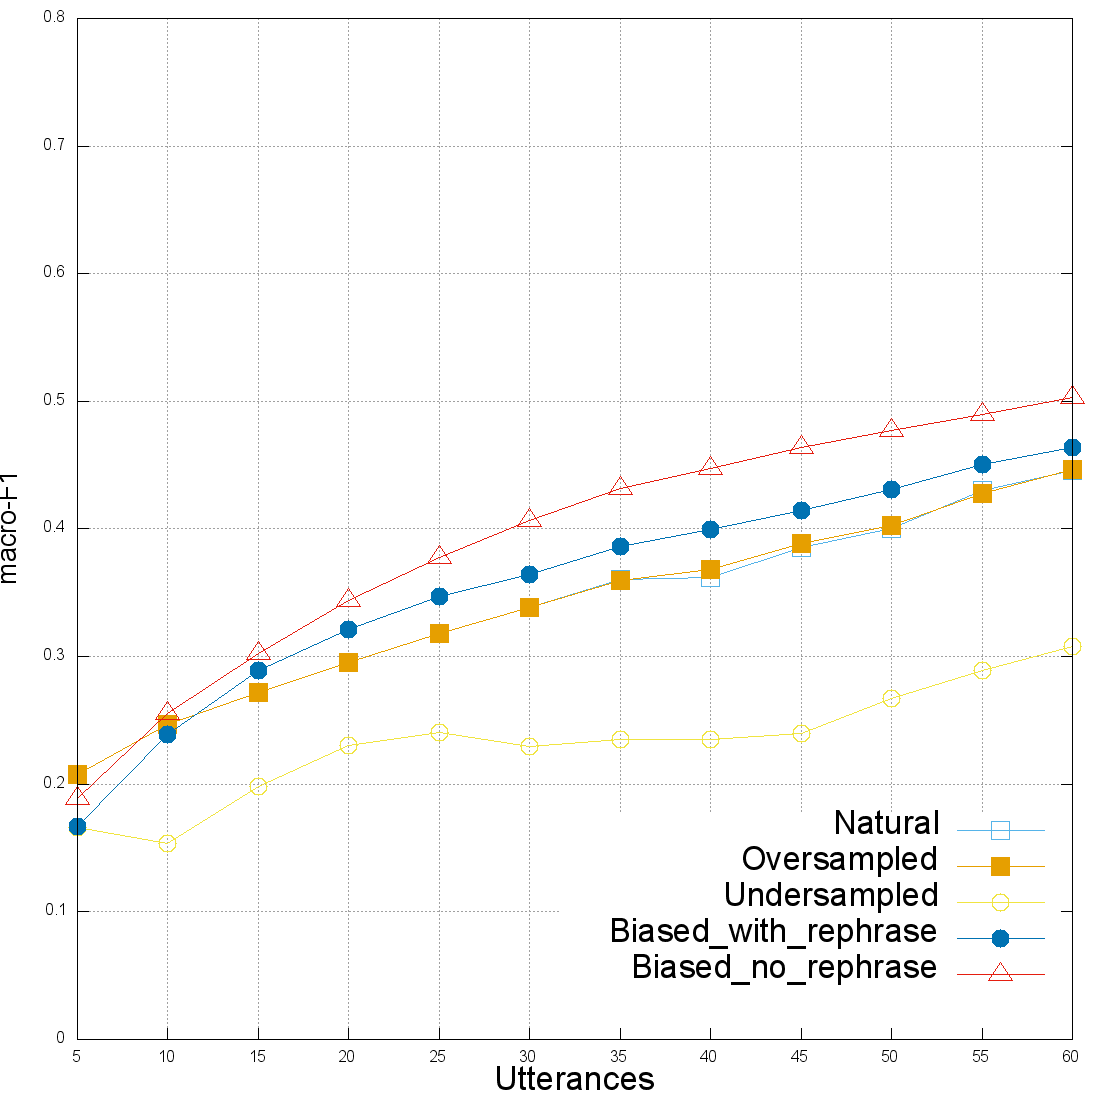 0.8
0.7
0.6
0.5
0.4
0.3
0.2
0.1
0
macro-F1
Natural
Oversampled
Undersampled
Biased_with_rephrase
Biased_no_rephrase
5 10 15 20 25 30 35 40 45 50 55 60
Utterances